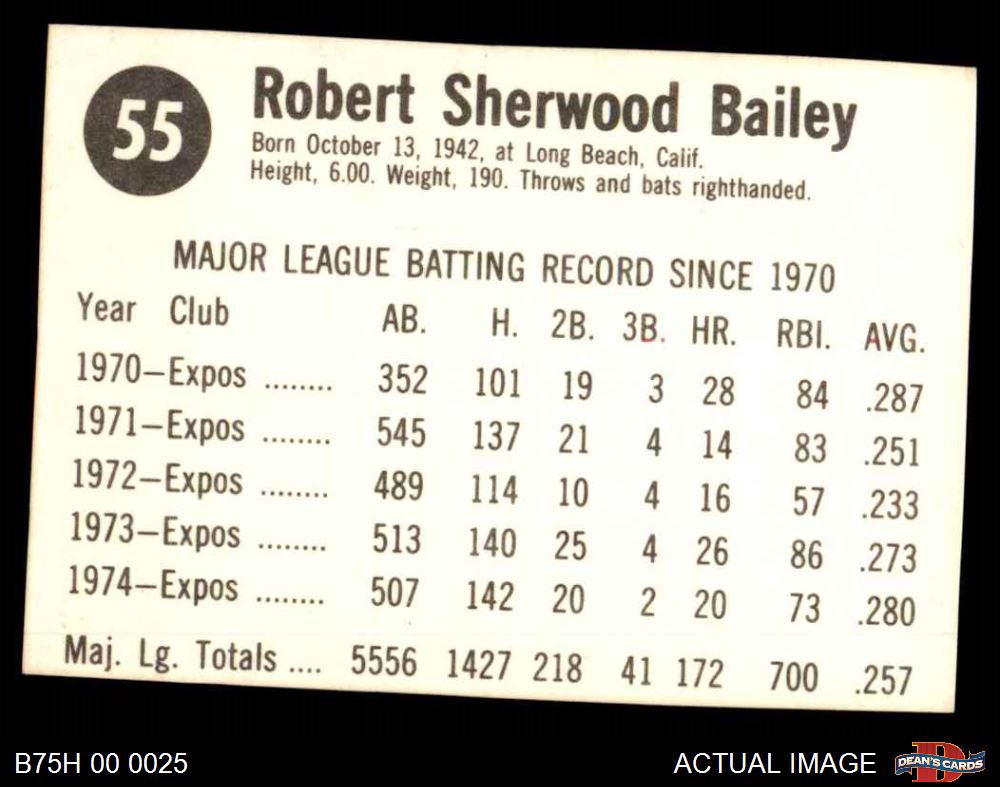 55
Robert Sherwood Bailey
Born October 13, 1942, at Long Beach, Calif.
Height, 6.00. Weight, 190. Throws and bats righthanded.
MAJOR LEAGUE BATTING RECORD SINCE 1970
Year Club AB. H. 2B. 3B. HR. RBI. AVG.
1970—Expos ........ 352 101 19 3 28 84 .287
1971—Expos ........ 545 137 21 4 14 83 .251
1972—Expos ........ 489 114 10 4 16 57 .233
1973—Expos ........ 513 140 25 4 26 86 .273
1974—Expos ........ 507 142 20 2 20 73 .280
Maj. Lg. Totals .... 5556 1427 218 41 172 700 .257
B75H 00 0025 ACTUAL IMAGE D DEAN'S CARDS